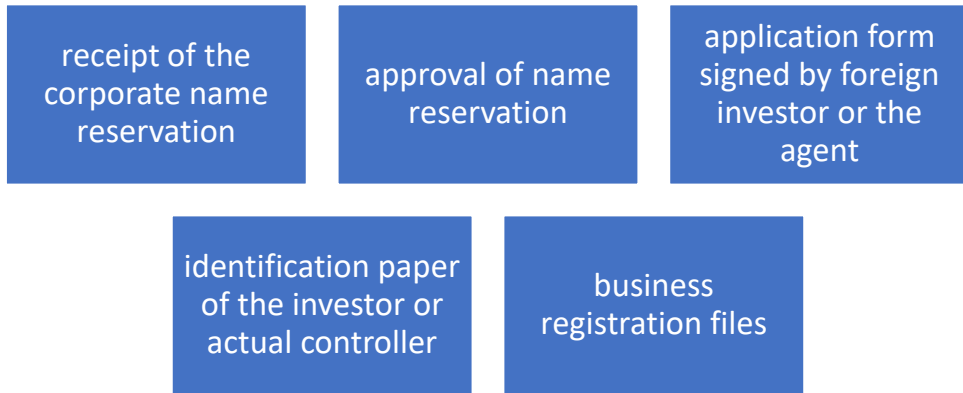 receipt of the
corporate name
reservation
approval of name
reservation
application form
signed by foreign
investor or the
agent
identification paper
of the investor or
actual controller
business
registration files